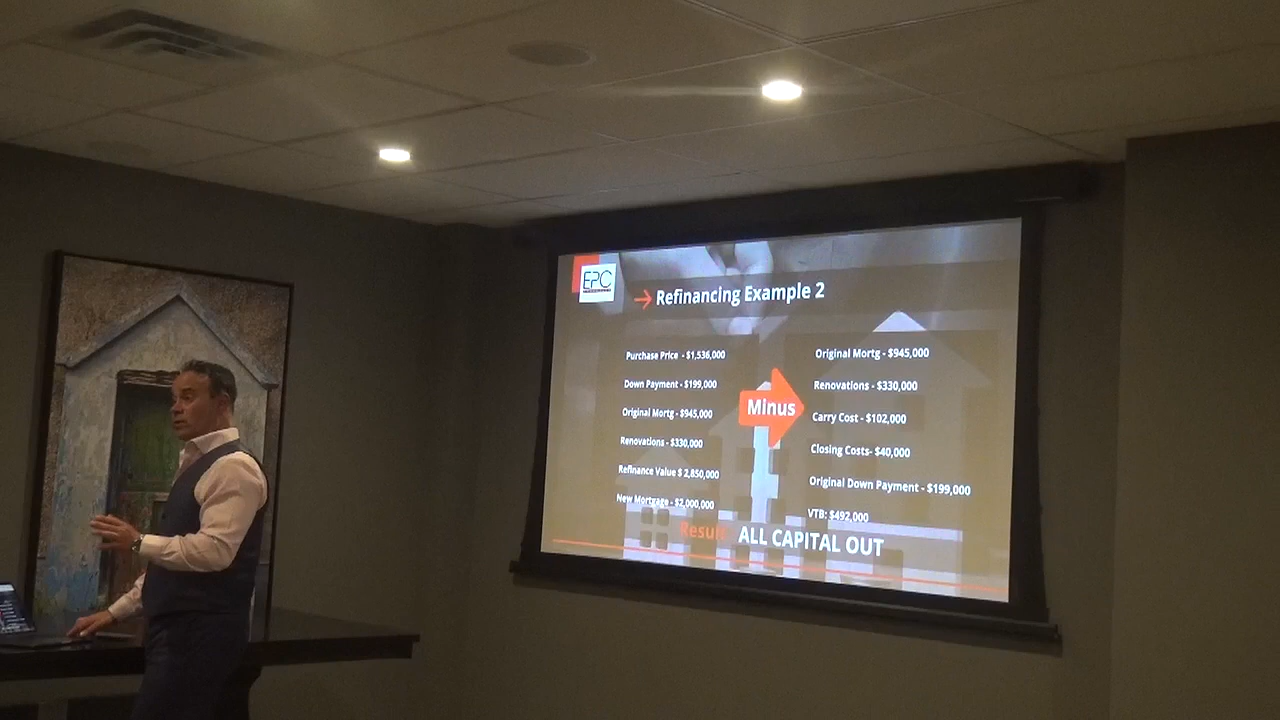 EPC
Refinancing Example 2
Purchase Price - $1,536,000
Down Payment - $199,000
Original Mortg - $945,000
Renovations - $330,000
Refinance Value $ 2,850,000
New Mortgage - $2,000,000
Minus
Original Mortg - $945,000
Renovations - $330,000
Carry Cost - $102,000
Closing Costs- $40,000
Original Down Payment - $199,000
VTB: $492,000
Result ALL CAPITAL OUT